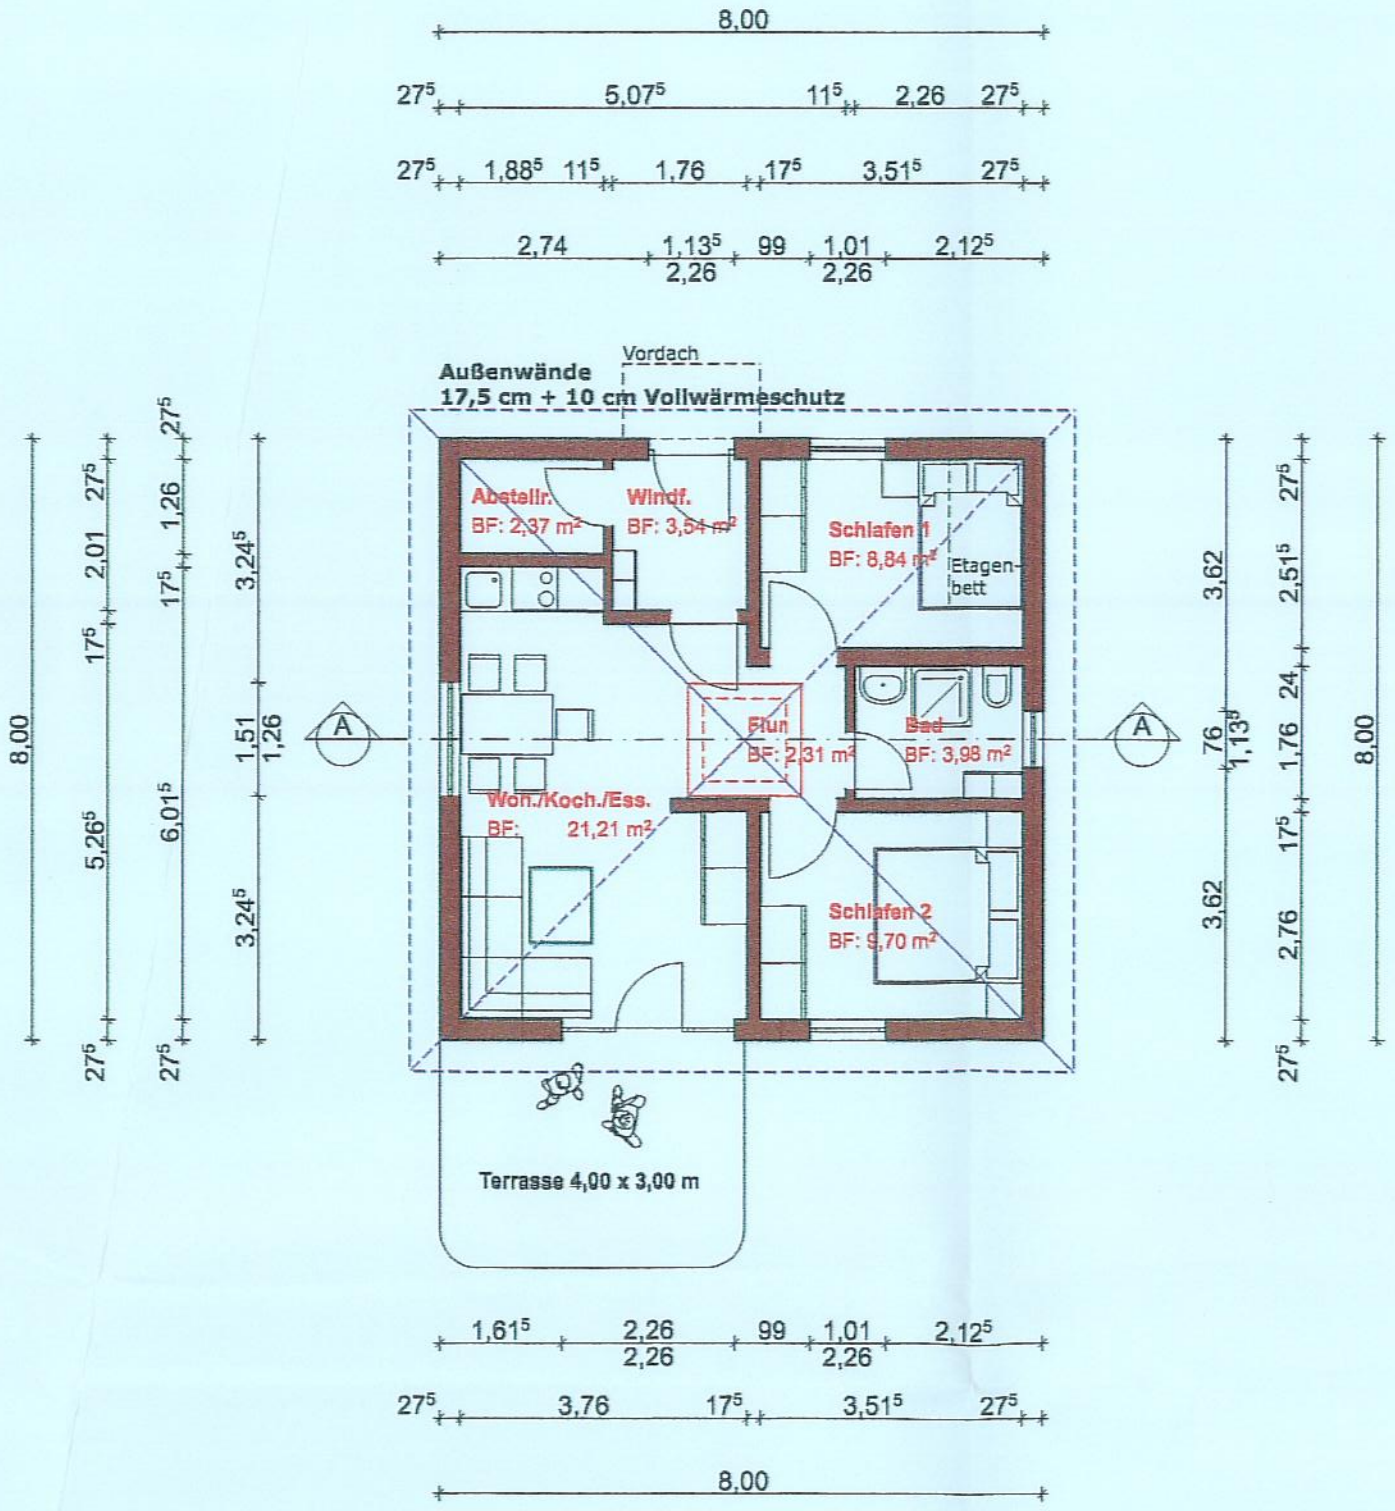 8,00
27⁵ 5,07⁵ 11⁵ 2,26 27⁵
27⁵ 1,88⁵ 11⁵ 1,76 17⁵ 3,51⁵ 27⁵
2,74 1,13⁵ 99 1,01 2,12⁵
2,26 2,26
Vordach
Außenwände
17,5 cm + 10 cm Vollwärmeschutz
8,00
27⁵
2,01
17⁵
5,26⁵
27⁵
27⁵
1,26
17⁵
6,01⁵
27⁵
3,24⁵
1,51
1,26
3,24⁵
Abstellr.
BF: 2,37 m²
Windf.
BF: 3,54 m²
Schlafen 1
BF: 8,84 m²
Etagen-
bett
A
Flur
BF: 2,31 m²
Bad
BF: 3,98 m²
A
Woh./Koch./Ess.
BF: 21,21 m²
Schlafen 2
BF: 9,70 m²
3,62
76
1,13⁵
3,62
27⁵
2,51⁵
24
1,76
17⁵
2,76
27⁵
8,00
Terrasse 4,00 x 3,00 m
1,61⁵ 2,26 99 1,01 2,12⁵
2,26 2,26
27⁵ 3,76 17⁵ 3,51⁵ 27⁵
8,00